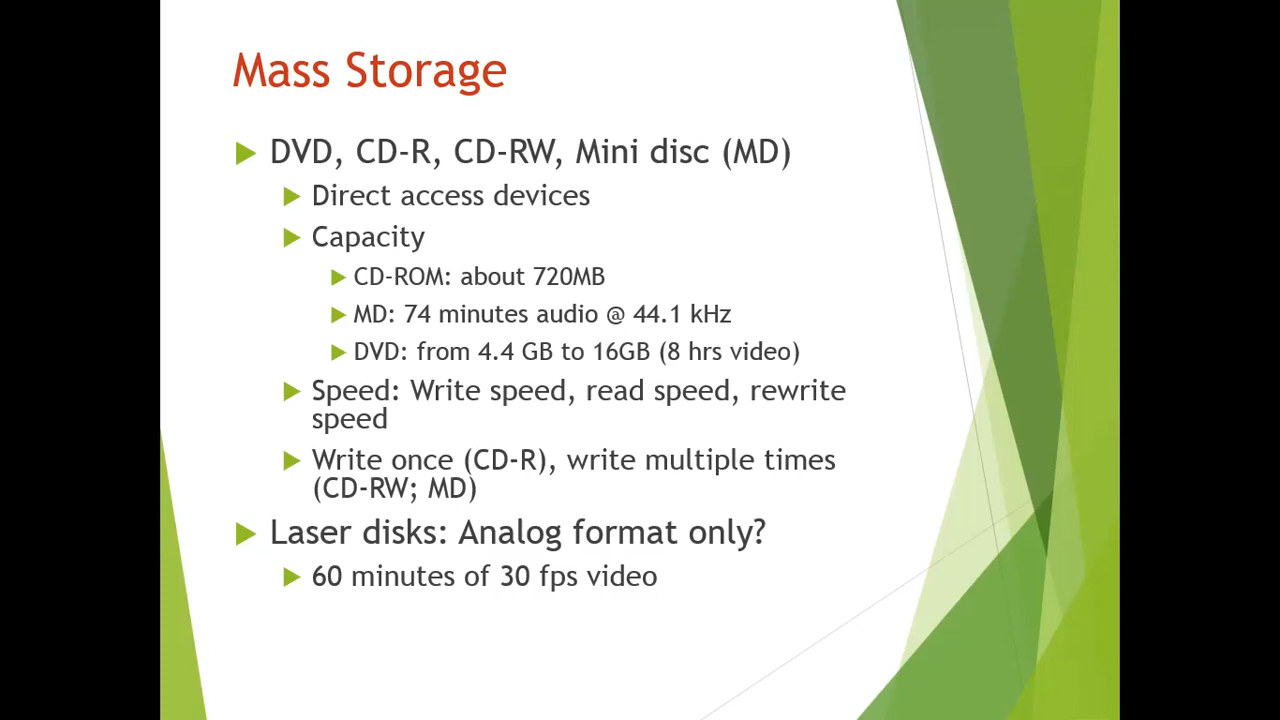 Mass Storage
DVD, CD-R, CD-RW, Mini disc (MD)
Direct access devices
Capacity
CD-ROM: about 720MB
MD: 74 minutes audio @ 44.1 kHz
DVD: from 4.4 GB to 16GB (8 hrs video)
Speed: Write speed, read speed, rewrite
speed
Write once (CD-R), write multiple times
(CD-RW; MD)
Laser disks: Analog format only?
60 minutes of 30 fps video